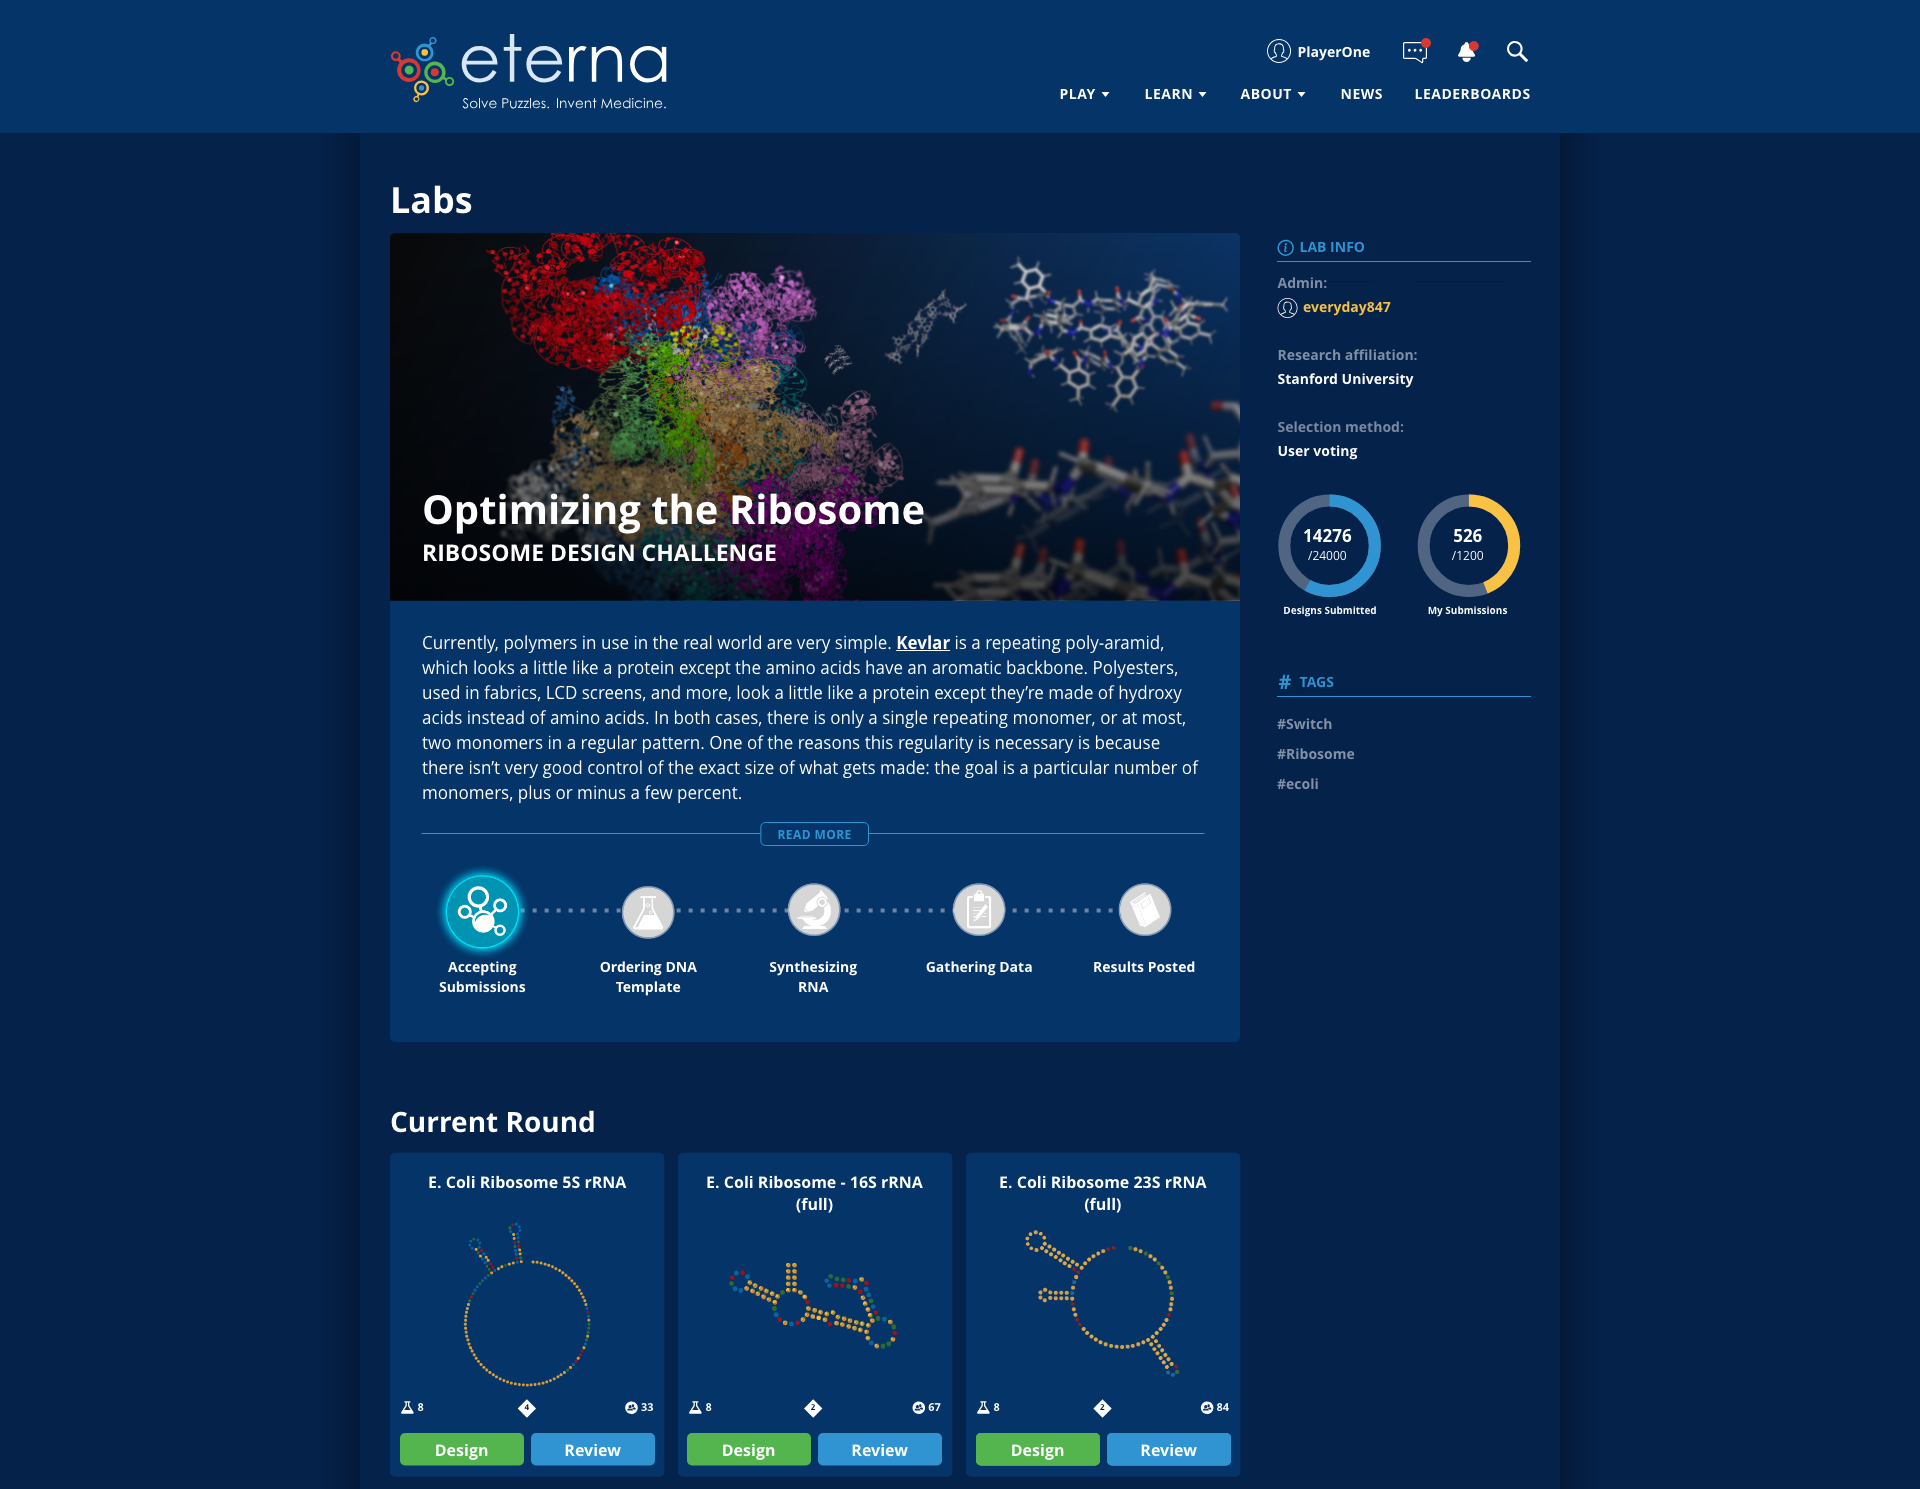 eterna
Solve Puzzles. Invent Medicine.
PlayerOne
PLAY
LEARN
ABOUT
NEWS
LEADERBOARDS
Labs
Optimizing the Ribosome
RIBOSOME DESIGN CHALLENGE
Currently, polymers in use in the real world are very simple. Kevlar is a repeating poly-aramid,
which looks a little like a protein except the amino acids have an aromatic backbone. Polyesters,
used in fabrics, LCD screens, and more, look a little like a protein except they’re made of hydroxy
acids instead of amino acids. In both cases, there is only a single repeating monomer, or at most,
two monomers in a regular pattern. One of the reasons this regularity is necessary is because
there isn’t very good control of the exact size of what gets made: the goal is a particular number of
monomers, plus or minus a few percent.
READ MORE
Accepting
Submissions
Ordering DNA
Template
Synthesizing
RNA
Gathering Data
Results Posted
LAB INFO
Admin:
everyday847
Research affiliation:
Stanford University
Selection method:
User voting
14276
/24000
Designs Submitted
526
/1200
My Submissions
# TAGS
#Switch
#Ribosome
#ecoli
Current Round
E. Coli Ribosome 5S rRNA
8
4
33
Design
Review
E. Coli Ribosome - 16S rRNA
(full)
8
2
67
Design
Review
E. Coli Ribosome 23S rRNA
(full)
8
2
84
Design
Review